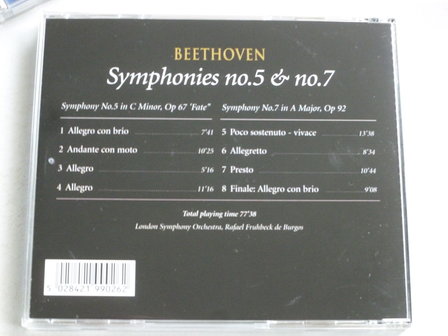 BEETHOVEN
Symphonies no.5 & no.7
Symphony No.5 in C Minor, Op 67 'Fate"
1 Allegro con brio 7'41
2 Andante con moto 10'25
3 Allegro 5'16
4 Allegro 11'16
Symphony No.7 in A Major, Op 92
5 Poco sostenuto - vivace 13'38
6 Allegretto 8'34
7 Presto 10'44
8 Finale: Allegro con brio 9'08
Total playing time 77'38
London Symphony Orchestra, Rafael Fruhbeck de Burgos
5 028421 990262